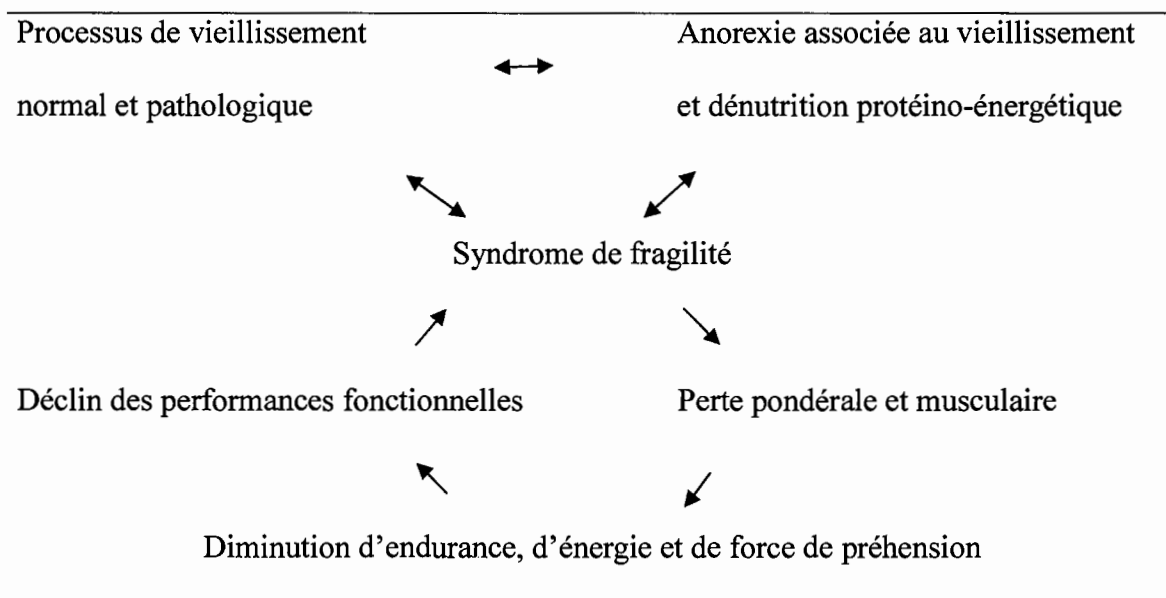 Processus de vieillissement
Anorexie associée au vieillissement
normal et pathologique
et dénutrition protéino-énergétique
Syndrome de fragilité
Déclin des performances fonctionnelles
Perte pondérale et musculaire
Diminution d'endurance, d'énergie et de force de préhension